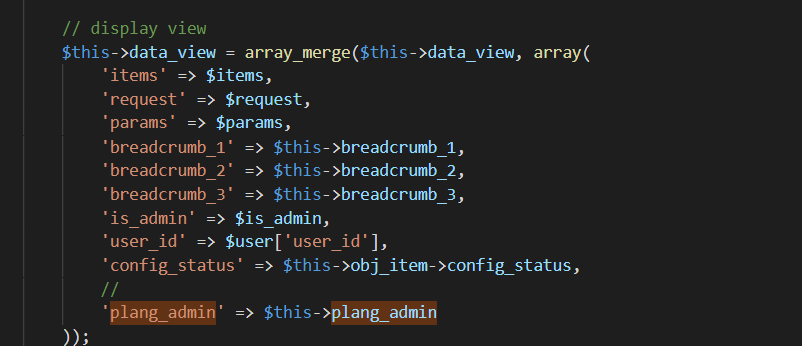 // display view
$this->data_view = array_merge($this->data_view, array(
'items' => $items,
'request' => $request,
'params' => $params,
'breadcrumb_1' => $this->breadcrumb_1,
'breadcrumb_2' => $this->breadcrumb_2,
'breadcrumb_3' => $this->breadcrumb_3,
'is_admin' => $is_admin,
'user_id' => $user['user_id'],
'config_status' => $this->obj_item->config_status,
//
'plang_admin' => $this->plang_admin
));